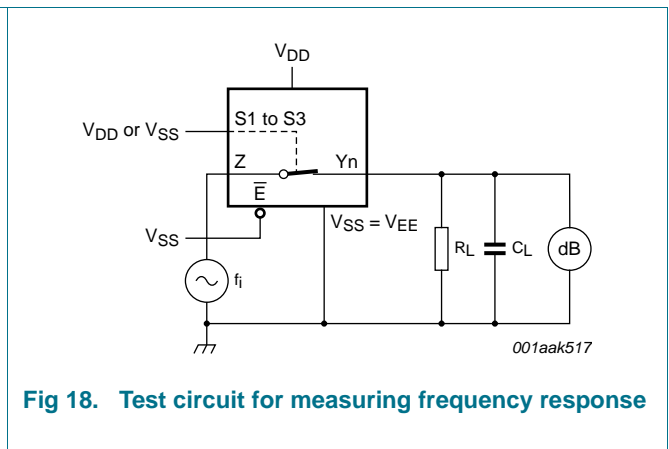 VDD
VDD or VSS
S1 to S3
Z
Yn
E
VSS
VSS = VEE
fi
RL
CL
dB
001aak517
Fig 18. Test circuit for measuring frequency response